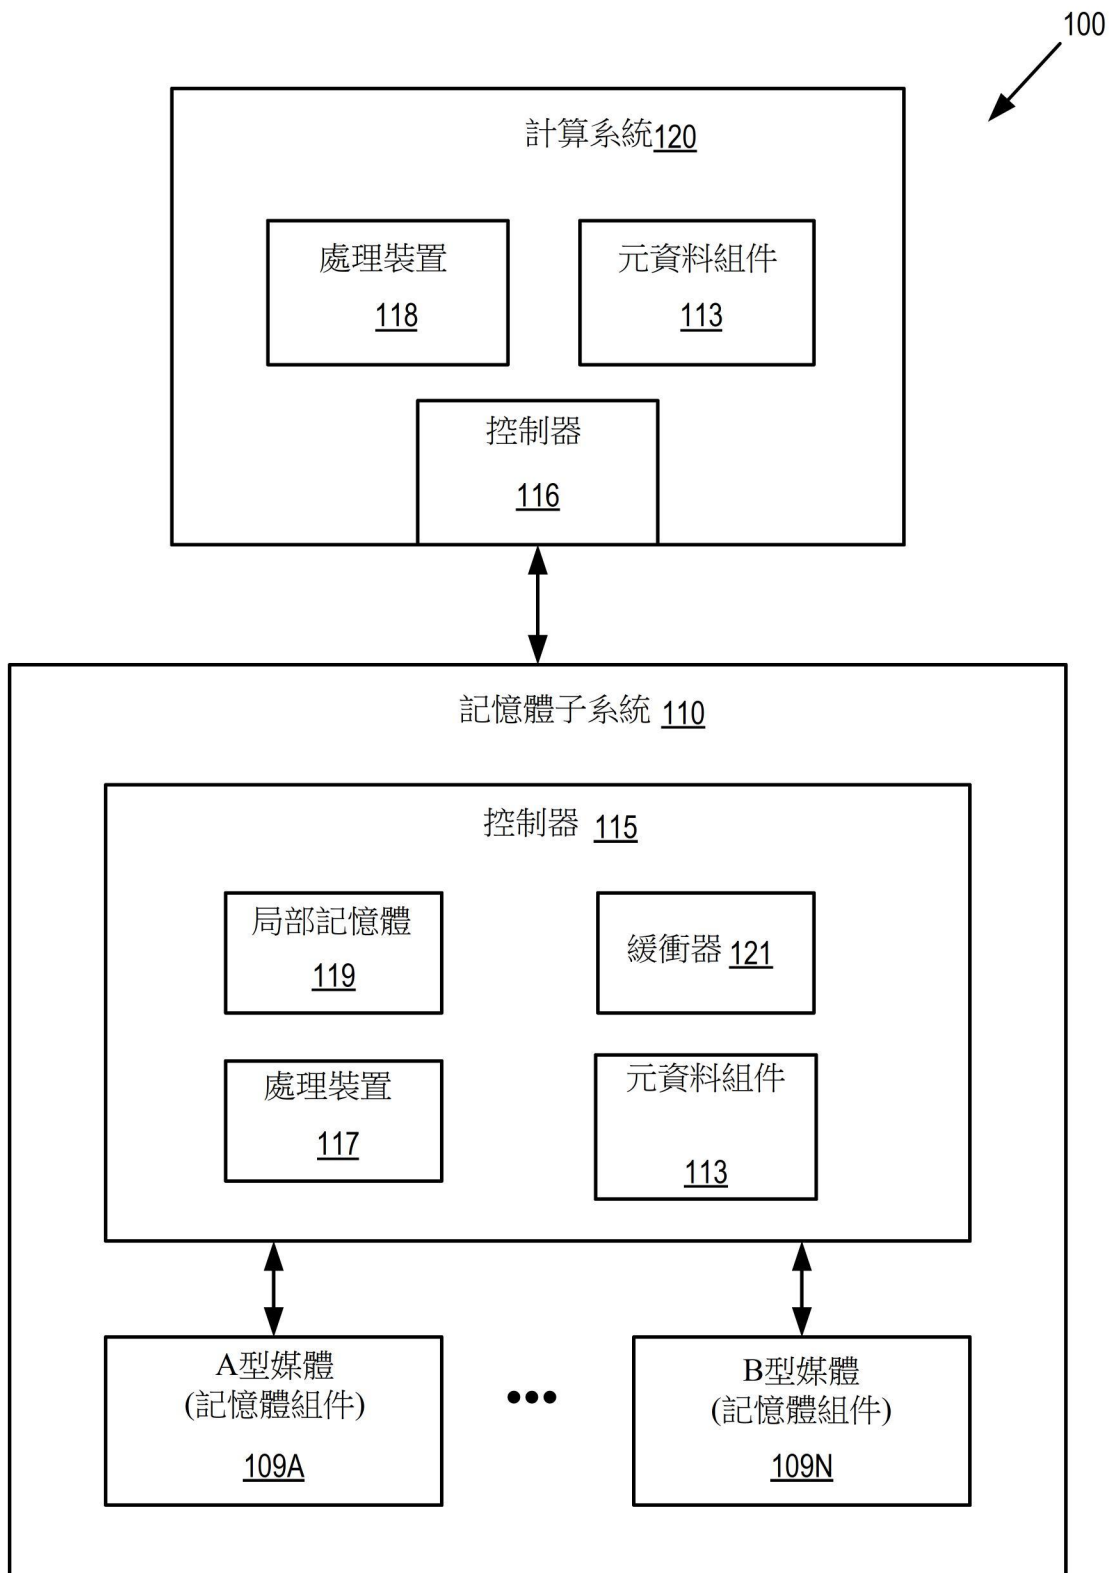 100
計算系統120
處理裝置
118
元資料組件
113
控制器
116
記憶體子系統 110
控制器 115
局部記憶體
119
緩衝器 121
處理裝置
117
元資料組件
113
A型媒體
(記憶體組件)
109A
•••
B型媒體
(記憶體組件)
109N